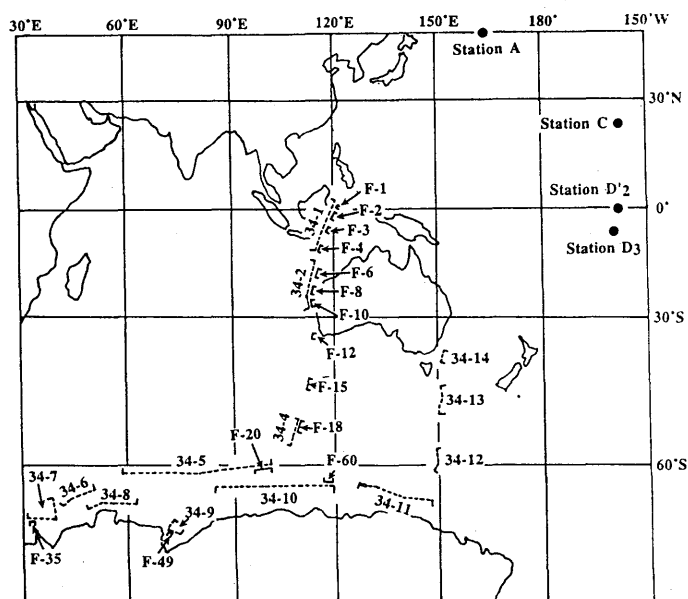 30°E 60°E 90°E 120°E 150°E 180° 150°W
Station A
30°N
Station C
F-1
Station D'2
34-1
F-2
0°
F-3
Station D3
F-4
34-2
F-6
F-8
F-10
30°S
F-12
34-14
F-15
34-13
34-4
F-18
F-20
34-5
F-60
34-12
60°S
34-7
34-6
34-8
34-10
34-11
34-9
F-35
F-49